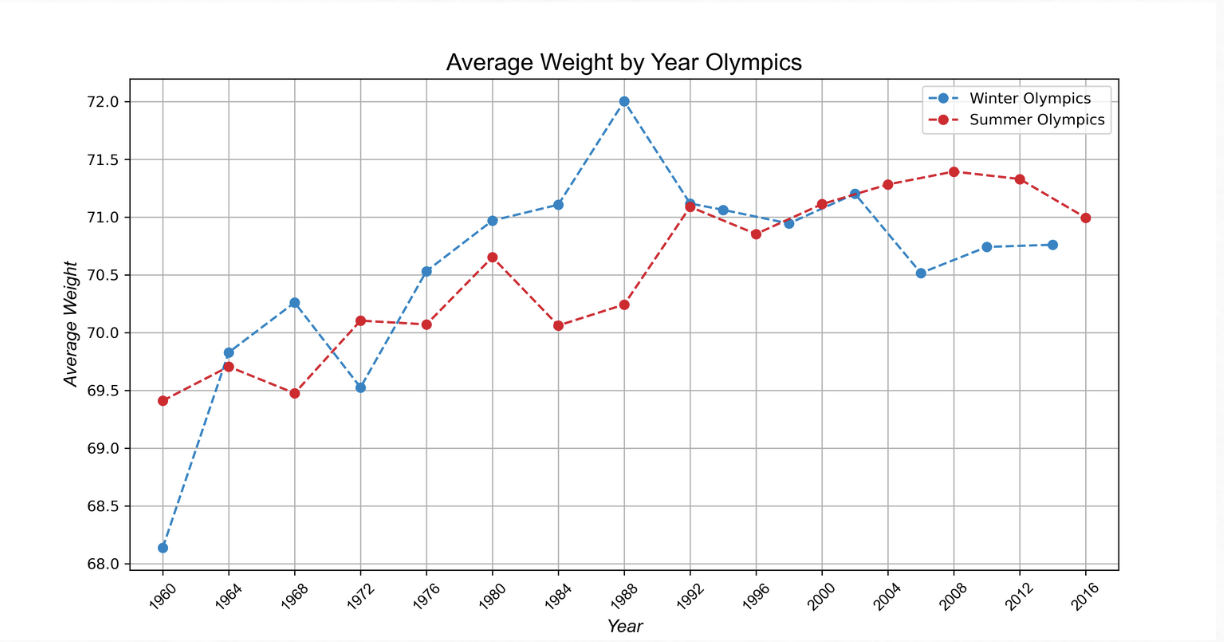 Average Weight by Year Olympics
Winter Olympics
Summer Olympics
Average Weight
72.0
71.5
71.0
70.5
70.0
69.5
69.0
68.5
68.0
1960 1964 1968 1972 1976 1980 1984 1988 1992 1996 2000 2004 2008 2012 2016
Year